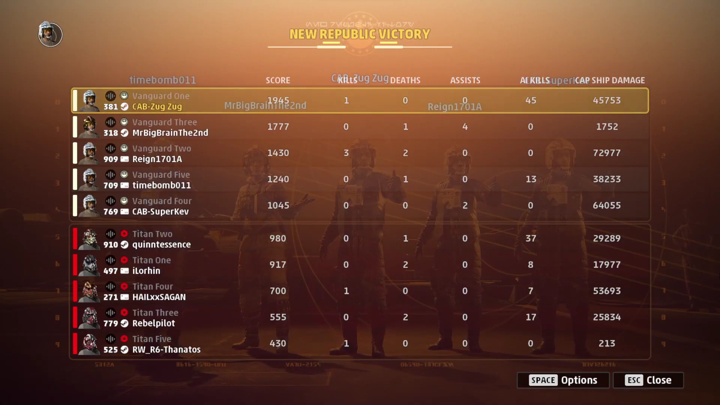 NEW REPUBLIC VICTORY
timebomb011 CAB-Zug Zug
SCORE KILLS DEATHS ASSISTS AI KILLS CAP SHIP DAMAGE
MrBigBrainThe2nd Reign1701A
Vanguard One
381 CAB-Zug Zug 1945 1 0 0 45 45753
Vanguard Three
318 MrBigBrainThe2nd 1777 0 1 4 0 1752
Vanguard Two
909 Reign1701A 1430 3 2 0 0 72977
Vanguard Five
709 timebomb011 1240 0 1 0 13 38233
Vanguard Four
769 CAB-SuperKev 1045 0 0 2 0 64055
Titan Two
910 quinntessence 980 0 1 0 37 29289
Titan One
497 iLorhin 917 0 2 0 8 17977
Titan Four
271 HAILxxSAGAN 700 1 0 0 7 53693
Titan Three
779 Rebelpilot 555 0 2 0 17 25834
Titan Five
525 RW_R6-Thanatos 430 1 0 0 0 213
SPACE Options ESC Close